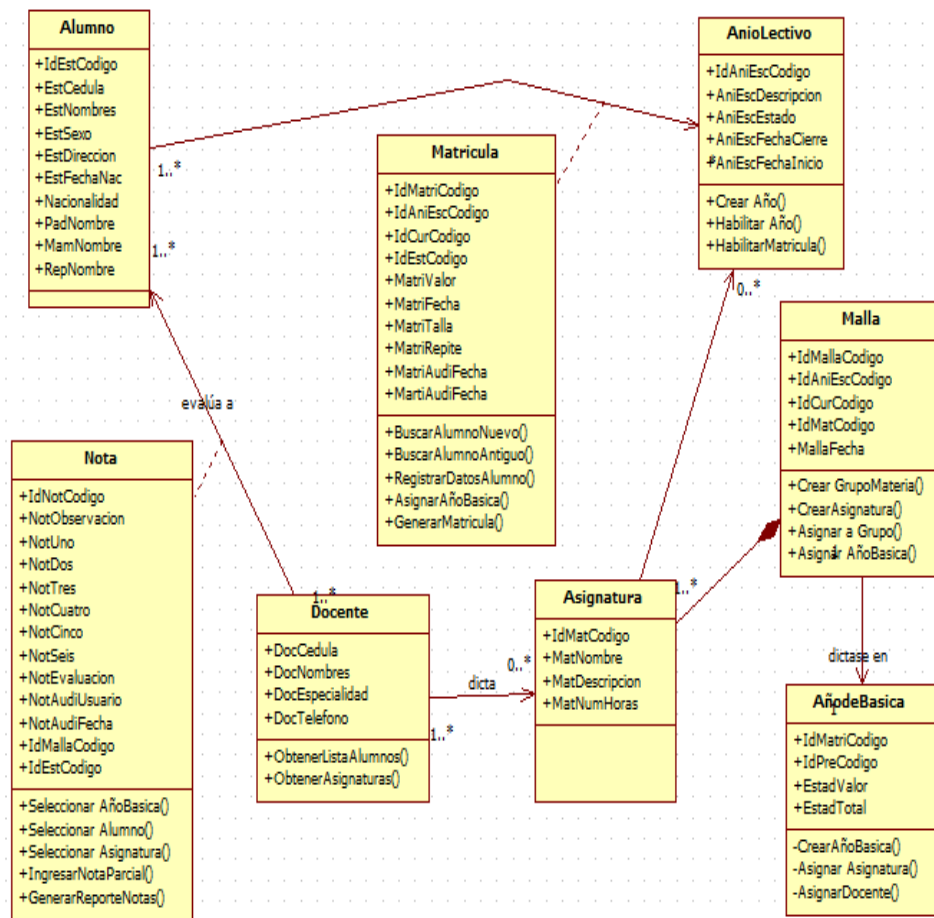 Alumno
+IdEstCodigo
+EstCedula
+EstNombres
+EstSexo
+EstDireccion
+EstFechaNac
+Nacionalidad
+PadNombre
+MamNombre
+RepNombre
1..*
1..*
AnioLectivo
+IdAniEscCodigo
+AniEscDescripcion
+AniEscEstado
+AniEscFechaCierre
+AniEscFechaInicio
+Crear Año()
+Habilitar Año()
+HabilitarMatricula()
0..*
Matricula
+IdMatriCodigo
+IdAniEscCodigo
+IdCurCodigo
+IdEstCodigo
+MatriValor
+MatriFecha
+MatriTalla
+MatriRepite
+MatriAudiFecha
+MartiAudiFecha
+BuscarAlumnoNuevo()
+BuscarAlumnoAntiguo()
+RegistrarDatosAlumno()
+AsignarAñoBasica()
+GenerarMatricula()
Malla
+IdMallaCodigo
+IdAniEscCodigo
+IdCurCodigo
+IdMatCodigo
+MallaFecha
+Crear GrupoMateria()
+CrearAsignatura()
+Asignar a Grupo()
+Asignar AñoBasica()
evalúa a
Nota
+IdNotCodigo
+NotObservacion
+NotUno
+NotDos
+NotTres
+NotCuatro
+NotCinco
+NotSeis
+NotEvaluacion
+NotAudiUsuario
+NotAudiFecha
+IdMallaCodigo
+IdEstCodigo
+Seleccionar AñoBasica()
+Seleccionar Alumno()
+Seleccionar Asignatura()
+IngresarNotaParcial()
+GenerarReporteNotas()
1..*
Docente
+DocCedula
+DocNombres
+DocEspecialidad
+DocTelefono
+ObtenerListaAlumnos()
+ObtenerAsignaturas()
0..*
dicta
1..*
Asignatura
+IdMatCodigo
+MatNombre
+MatDescripcion
+MatNumHoras
1..*
dictase en
AñodeBasica
+IdMatriCodigo
+IdPreCodigo
+EstadValor
+EstadTotal
-CrearAñoBasica()
-Asignar Asignatura()
-AsignarDocente()